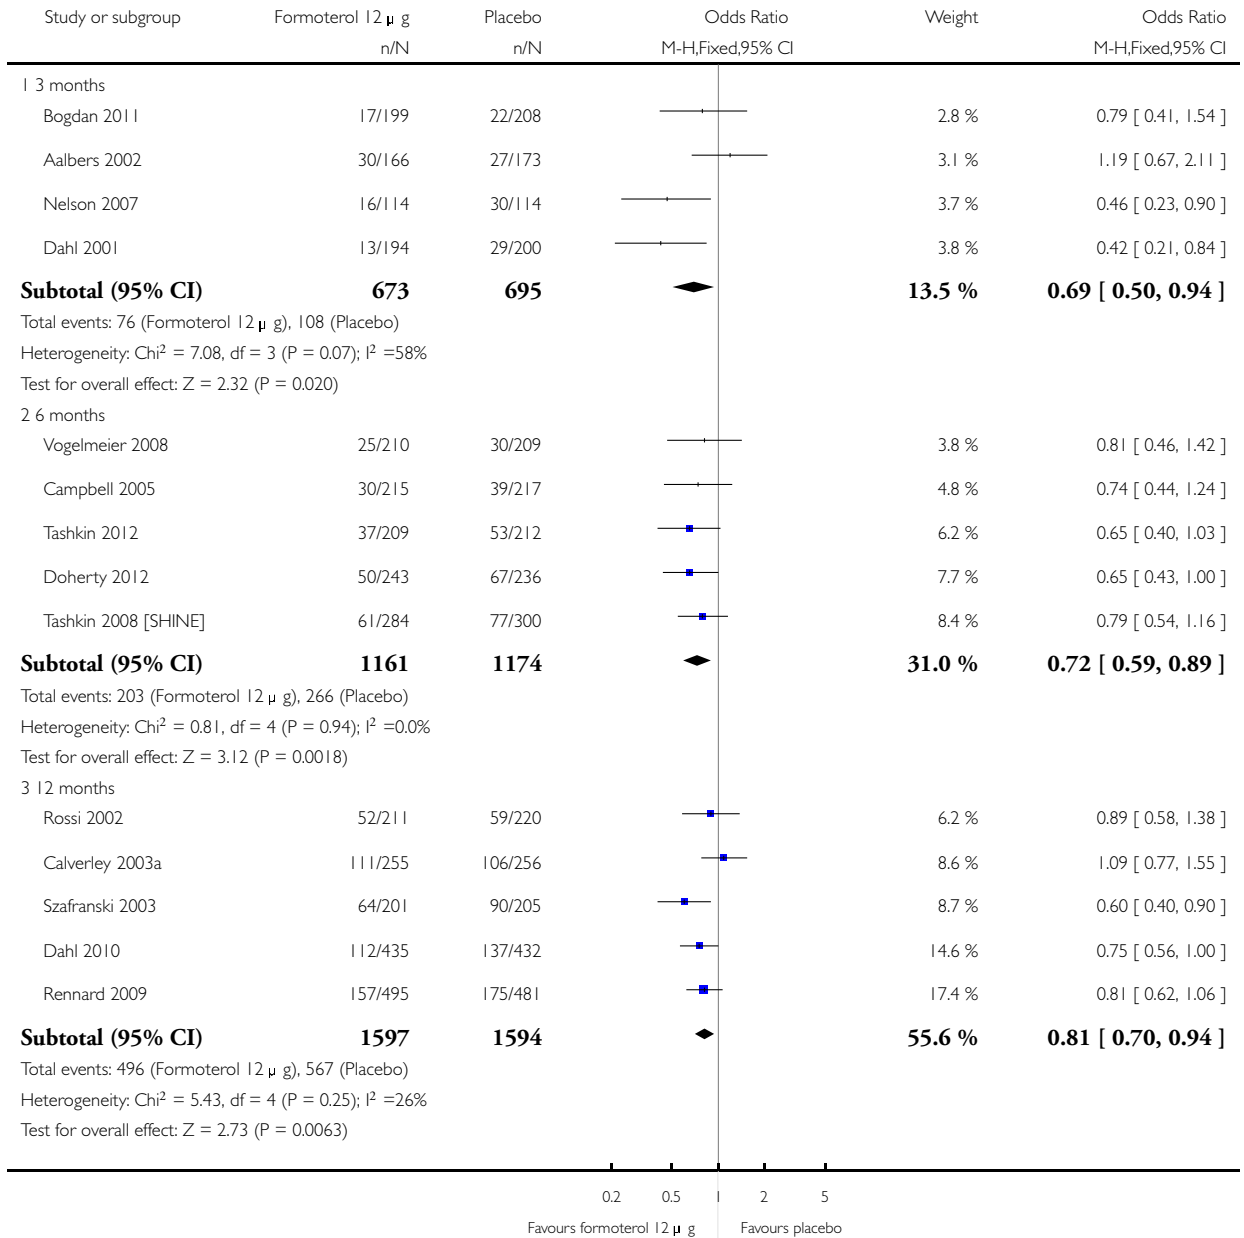 Study or subgroup Formoterol 12 μ g Placebo Odds Ratio Weight Odds Ratio
n/N n/N M-H,Fixed,95% CI M-H,Fixed,95% CI
1 3 months
Bogdan 2011 17/199 22/208 2.8 % 0.79 [ 0.41, 1.54 ]
Aalbers 2002 30/166 27/173 3.1 % 1.19 [ 0.67, 2.11 ]
Nelson 2007 16/114 30/114 3.7 % 0.46 [ 0.23, 0.90 ]
Dahl 2001 13/194 29/200 3.8 % 0.42 [ 0.21, 0.84 ]
Subtotal (95% CI) 673 695 13.5 % 0.69 [ 0.50, 0.94 ]
Total events: 76 (Formoterol 12 μ g), 108 (Placebo)
Heterogeneity: Chi² = 7.08, df = 3 (P = 0.07); I² =58%
Test for overall effect: Z = 2.32 (P = 0.020)
2 6 months
Vogelmeier 2008 25/210 30/209 3.8 % 0.81 [ 0.46, 1.42 ]
Campbell 2005 30/215 39/217 4.8 % 0.74 [ 0.44, 1.24 ]
Tashkin 2012 37/209 53/212 6.2 % 0.65 [ 0.40, 1.03 ]
Doherty 2012 50/243 67/236 7.7 % 0.65 [ 0.43, 1.00 ]
Tashkin 2008 [SHINE] 61/284 77/300 8.4 % 0.79 [ 0.54, 1.16 ]
Subtotal (95% CI) 1161 1174 31.0 % 0.72 [ 0.59, 0.89 ]
Total events: 203 (Formoterol 12 μ g), 266 (Placebo)
Heterogeneity: Chi² = 0.81, df = 4 (P = 0.94); I² =0.0%
Test for overall effect: Z = 3.12 (P = 0.0018)
3 12 months
Rossi 2002 52/211 59/220 6.2 % 0.89 [ 0.58, 1.38 ]
Calverley 2003a 111/255 106/256 8.6 % 1.09 [ 0.77, 1.55 ]
Szafranski 2003 64/201 90/205 8.7 % 0.60 [ 0.40, 0.90 ]
Dahl 2010 112/435 137/432 14.6 % 0.75 [ 0.56, 1.00 ]
Rennard 2009 157/495 175/481 17.4 % 0.81 [ 0.62, 1.06 ]
Subtotal (95% CI) 1597 1594 55.6 % 0.81 [ 0.70, 0.94 ]
Total events: 496 (Formoterol 12 μ g), 567 (Placebo)
Heterogeneity: Chi² = 5.43, df = 4 (P = 0.25); I² =26%
Test for overall effect: Z = 2.73 (P = 0.0063)
0.2 0.5 1 2 5
Favours formoterol 12 μ g Favours placebo